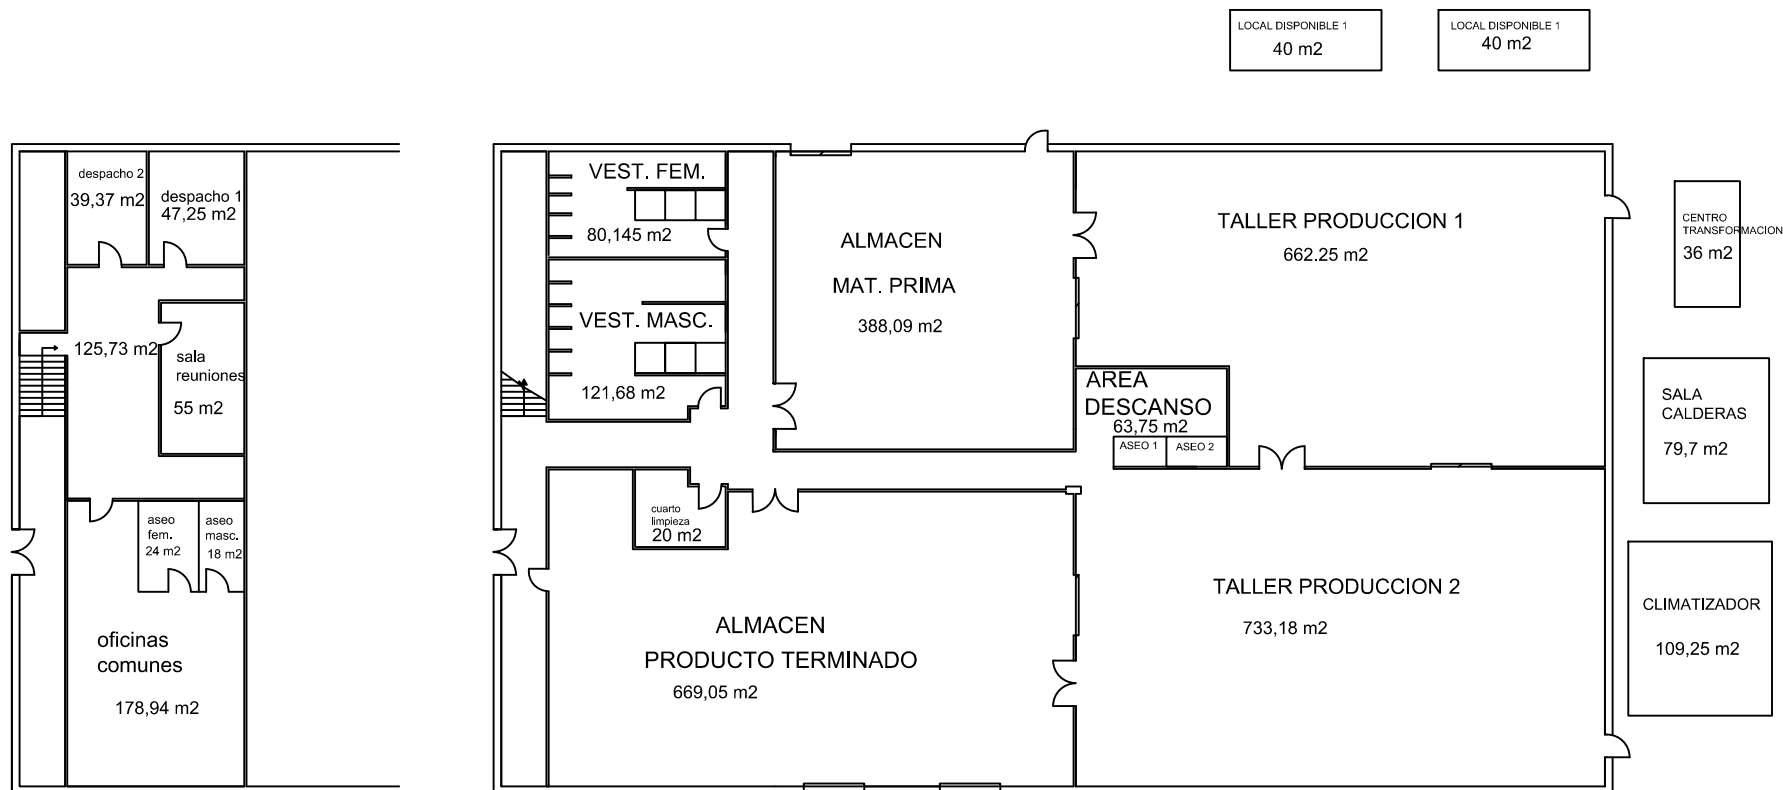 LOCAL DISPONIBLE 1
40 m2
LOCAL DISPONIBLE 1
40 m2
despacho 2
39,37 m2
despacho 1
47,25 m2
125,73 m2
sala
reuniones
55 m2
aseo
fem.
24 m2
aseo
masc.
18 m2
oficinas
comunes
178,94 m2
VEST. FEM.
80,145 m2
VEST. MASC.
121,68 m2
ALMACEN
MAT. PRIMA
388,09 m2
TALLER PRODUCCION 1
662.25 m2
AREA
DESCANSO
63,75 m2
ASEO 1
ASEO 2
cuarto
limpieza
20 m2
ALMACEN
PRODUCTO TERMINADO
669,05 m2
TALLER PRODUCCION 2
733,18 m2
CENTRO
TRANSFORMACION
36 m2
SALA
CALDERAS
79,7 m2
CLIMATIZADOR
109,25 m2